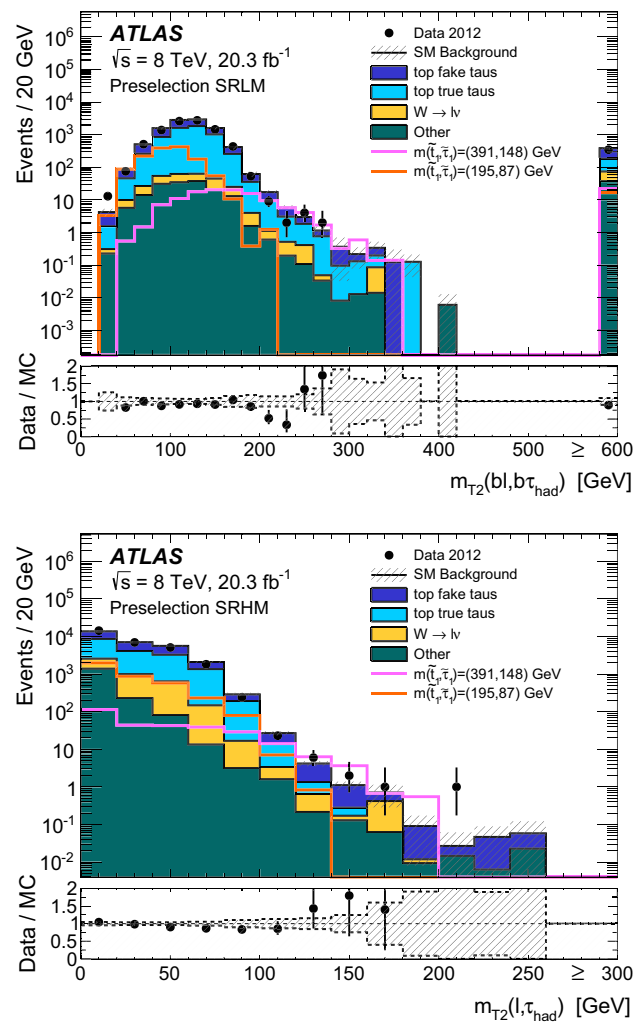 ATLAS
√s = 8 TeV, 20.3 fb⁻¹
Preselection SRLM
Data 2012
SM Background
top fake taus
top true taus
W → lν
Other
m(t̃₁,τ̃₁)=(391,148) GeV
m(t̃₁,τ̃₁)=(195,87) GeV
Events / 20 GeV
10⁶
10⁵
10⁴
10³
10²
10
1
10⁻¹
10⁻²
10⁻³
Data / MC
2
1.5
1
0.5
0
0 100 200 300 400 500 ≥ 600
m_T2(bl,bτ_had) [GeV]
ATLAS
√s = 8 TeV, 20.3 fb⁻¹
Preselection SRHM
Data 2012
SM Background
top fake taus
top true taus
W → lν
Other
m(t̃₁,τ̃₁)=(391,148) GeV
m(t̃₁,τ̃₁)=(195,87) GeV
Events / 20 GeV
10⁶
10⁵
10⁴
10³
10²
10
1
10⁻¹
10⁻²
Data / MC
2
1.5
1
0.5
0
0 50 100 150 200 250 ≥ 300
m_T2(l,τ_had) [GeV]